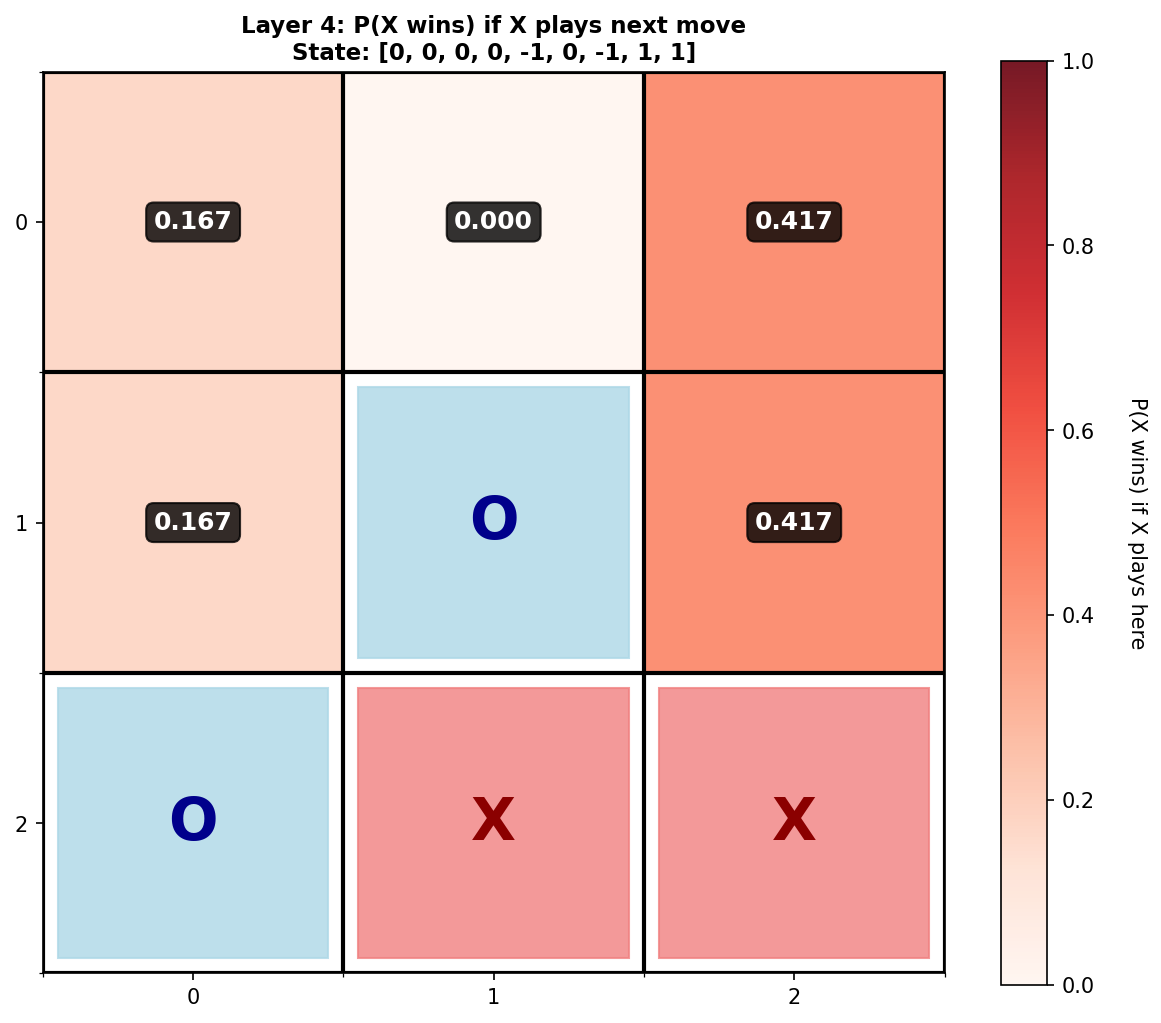 Layer 4: P(X wins) if X plays next move
State: [0, 0, 0, 0, -1, 0, -1, 1, 1]
0
0.167
0.000
0.417
1
0.167
O
0.417
2
O
X
X
0
1
2
1.0
0.8
0.6
0.4
0.2
0.0
P(X wins) if X plays here